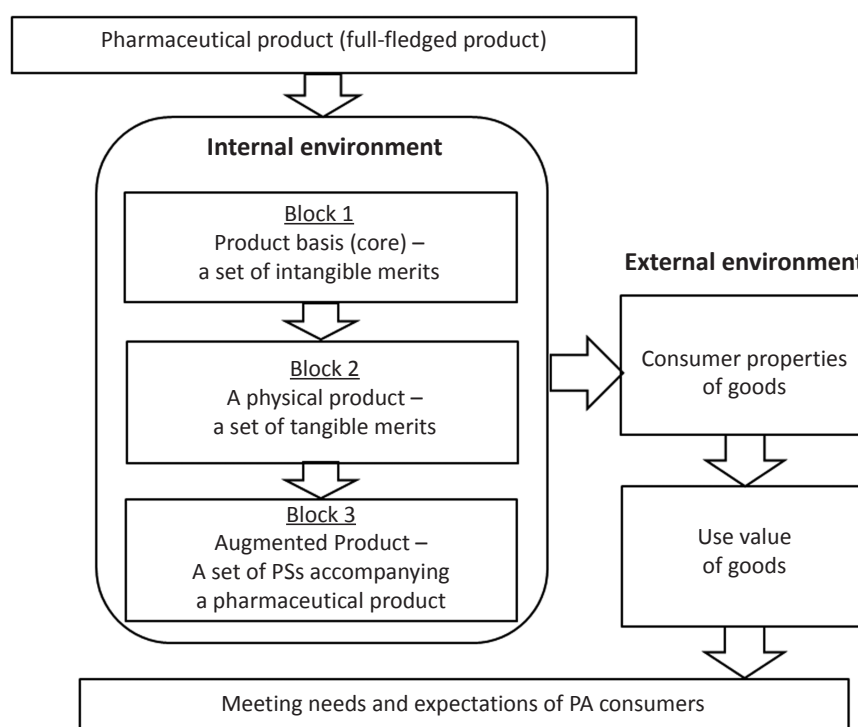 Pharmaceutical product (full-fledged product)
Internal environment
Block 1
Product basis (core) –
a set of intangible merits
Block 2
A physical product –
a set of tangible merits
Block 3
Augmented Product –
A set of PSs accompanying
a pharmaceutical product
External environment
Consumer properties
of goods
Use value
of goods
Meeting needs and expectations of PA consumers